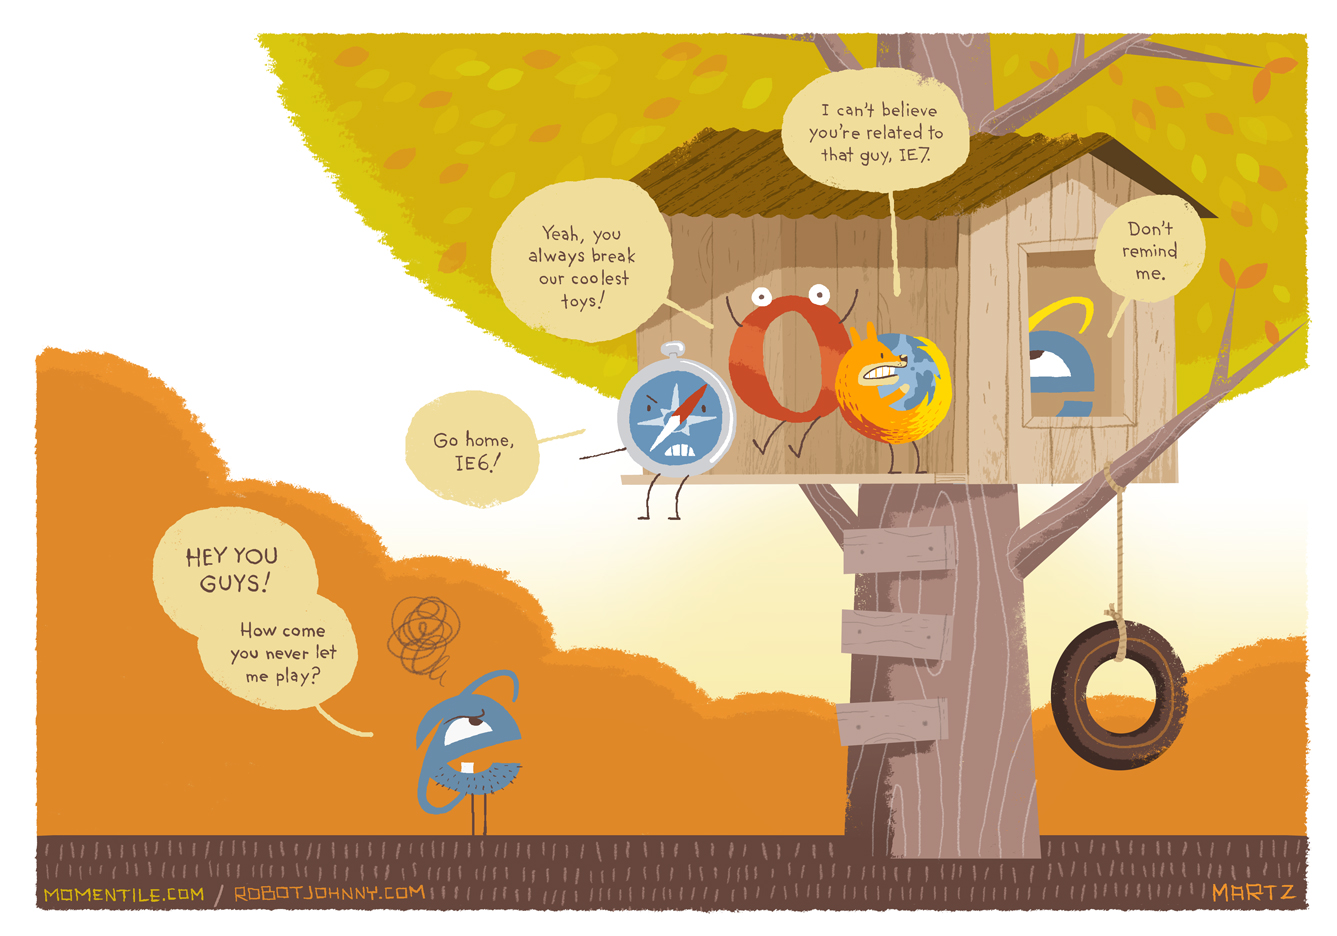 I can't believe
you're related to
that guy, IE7.
Yeah, you
always break
our coolest
toys!
Don't
remind
me.
Go home,
IE6!
HEY YOU
GUYS!
How come
you never let
me play?
MOMENTILE.COM / ROBOTJOHNNY.COM
MARTZ